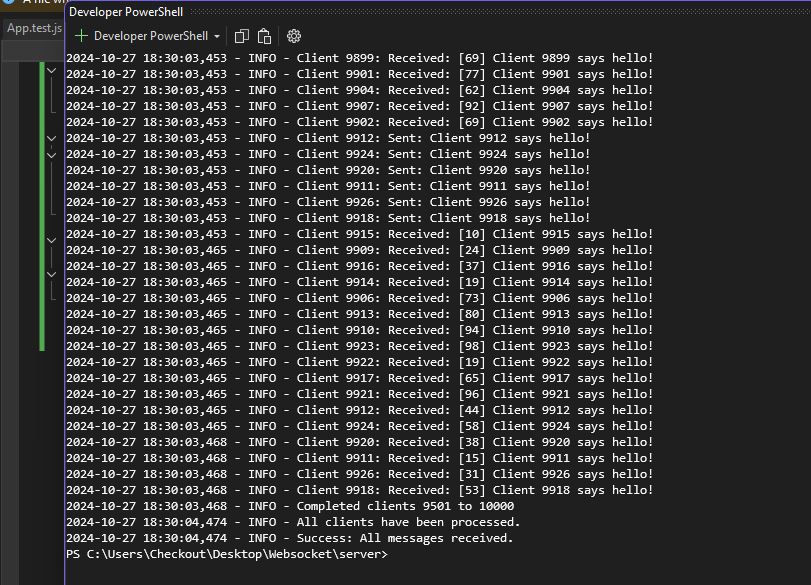 Developer PowerShell
App.test.js
Developer PowerShell
2024-10-27 18:30:03,453 - INFO - Client 9899: Received: [69] Client 9899 says hello!
2024-10-27 18:30:03,453 - INFO - Client 9901: Received: [77] Client 9901 says hello!
2024-10-27 18:30:03,453 - INFO - Client 9904: Received: [62] Client 9904 says hello!
2024-10-27 18:30:03,453 - INFO - Client 9907: Received: [92] Client 9907 says hello!
2024-10-27 18:30:03,453 - INFO - Client 9902: Received: [69] Client 9902 says hello!
2024-10-27 18:30:03,453 - INFO - Client 9912: Sent: Client 9912 says hello!
2024-10-27 18:30:03,453 - INFO - Client 9924: Sent: Client 9924 says hello!
2024-10-27 18:30:03,453 - INFO - Client 9920: Sent: Client 9920 says hello!
2024-10-27 18:30:03,453 - INFO - Client 9911: Sent: Client 9911 says hello!
2024-10-27 18:30:03,453 - INFO - Client 9926: Sent: Client 9926 says hello!
2024-10-27 18:30:03,453 - INFO - Client 9918: Sent: Client 9918 says hello!
2024-10-27 18:30:03,453 - INFO - Client 9915: Received: [10] Client 9915 says hello!
2024-10-27 18:30:03,465 - INFO - Client 9909: Received: [24] Client 9909 says hello!
2024-10-27 18:30:03,465 - INFO - Client 9916: Received: [37] Client 9916 says hello!
2024-10-27 18:30:03,465 - INFO - Client 9914: Received: [19] Client 9914 says hello!
2024-10-27 18:30:03,465 - INFO - Client 9906: Received: [73] Client 9906 says hello!
2024-10-27 18:30:03,465 - INFO - Client 9913: Received: [80] Client 9913 says hello!
2024-10-27 18:30:03,465 - INFO - Client 9910: Received: [94] Client 9910 says hello!
2024-10-27 18:30:03,465 - INFO - Client 9923: Received: [98] Client 9923 says hello!
2024-10-27 18:30:03,465 - INFO - Client 9922: Received: [19] Client 9922 says hello!
2024-10-27 18:30:03,465 - INFO - Client 9917: Received: [65] Client 9917 says hello!
2024-10-27 18:30:03,465 - INFO - Client 9921: Received: [96] Client 9921 says hello!
2024-10-27 18:30:03,465 - INFO - Client 9912: Received: [44] Client 9912 says hello!
2024-10-27 18:30:03,465 - INFO - Client 9924: Received: [58] Client 9924 says hello!
2024-10-27 18:30:03,468 - INFO - Client 9920: Received: [38] Client 9920 says hello!
2024-10-27 18:30:03,468 - INFO - Client 9911: Received: [15] Client 9911 says hello!
2024-10-27 18:30:03,468 - INFO - Client 9926: Received: [31] Client 9926 says hello!
2024-10-27 18:30:03,468 - INFO - Client 9918: Received: [53] Client 9918 says hello!
2024-10-27 18:30:03,468 - INFO - Completed clients 9501 to 10000
2024-10-27 18:30:04,474 - INFO - All clients have been processed.
2024-10-27 18:30:04,474 - INFO - Success: All messages received.
PS C:\Users\Checkout\Desktop\Websocket\server>